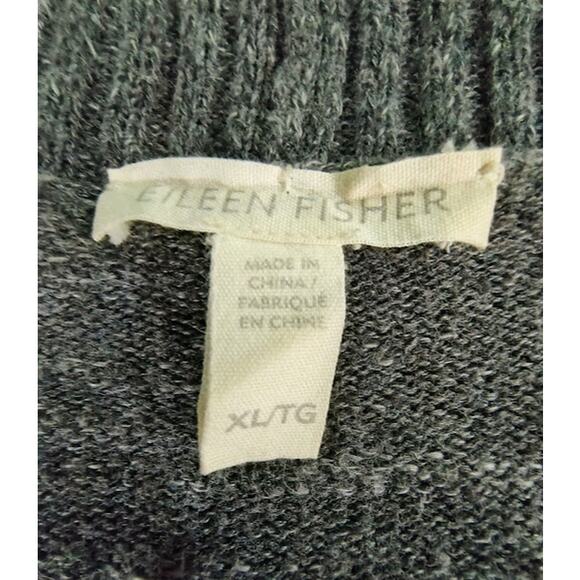 EILEEN FISHER
MADE IN
CHINA /
FABRIQUÉ
EN CHINE
XL/TG